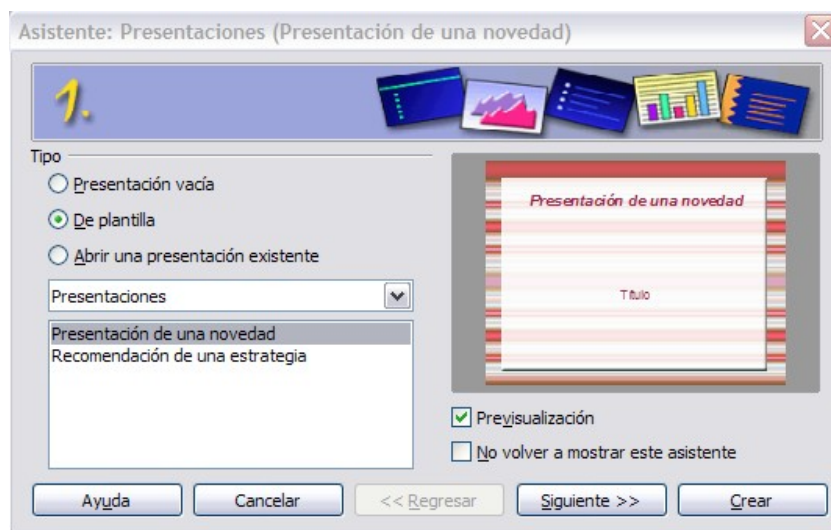 Asistente: Presentaciones (Presentación de una novedad)
1.
Tipo
Presentación vacía
De plantilla
Abrir una presentación existente
Presentaciones
Presentación de una novedad
Recomendación de una estrategia
Presentación de una novedad
Título
Previsualización
No volver a mostrar este asistente
Ayuda
Cancelar
<< Regresar
Siguiente >>
Crear